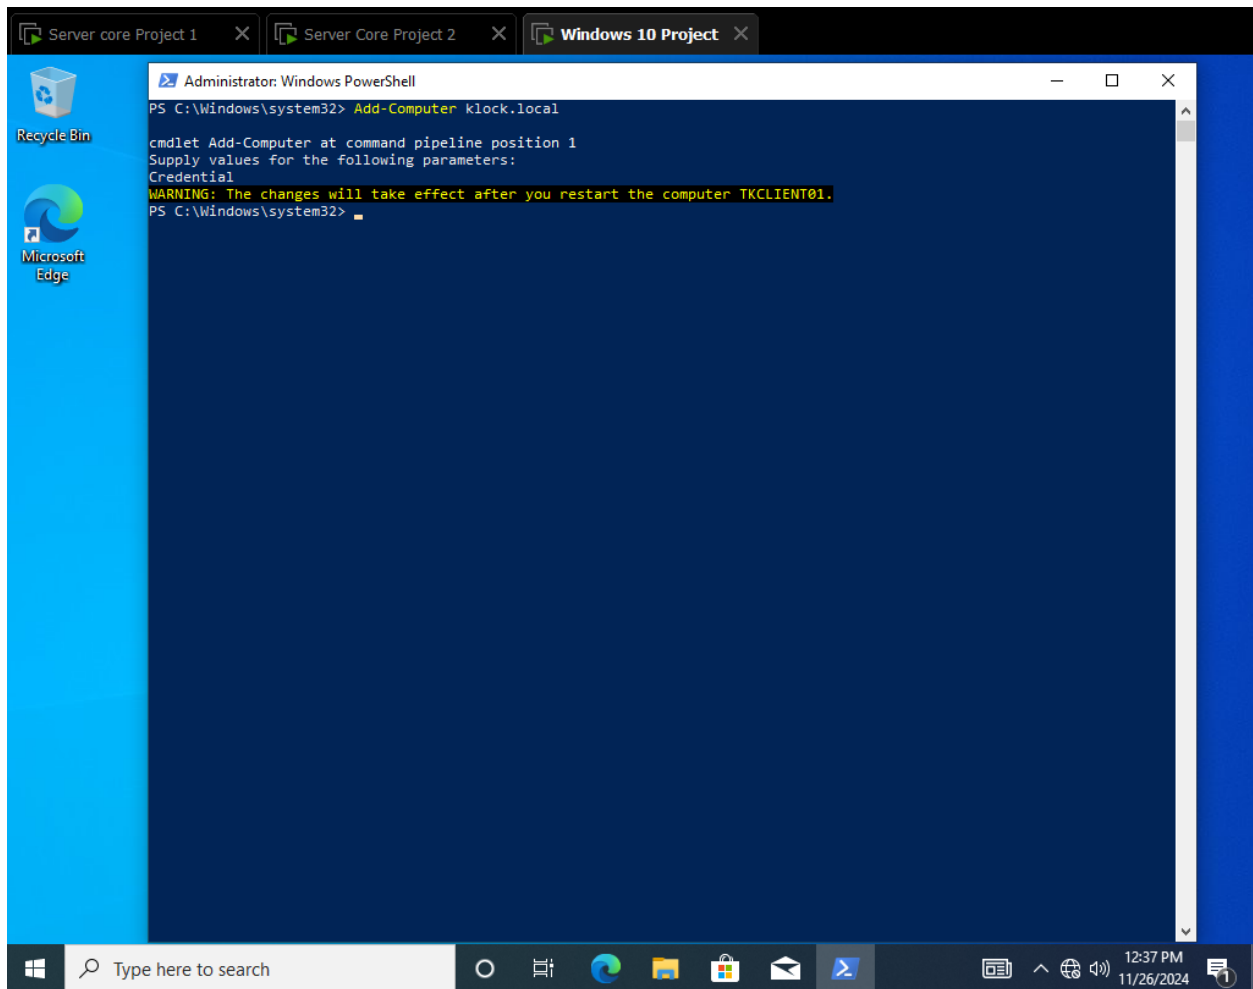 Server core Project 1
Server Core Project 2
Windows 10 Project
Recycle Bin
Microsoft
Edge
Administrator: Windows PowerShell
PS C:\Windows\system32> Add-Computer klock.local
cmdlet Add-Computer at command pipeline position 1
Supply values for the following parameters:
Credential
WARNING: The changes will take effect after you restart the computer TKCLIENT01.
PS C:\Windows\system32>
Type here to search
12:37 PM
11/26/2024
1